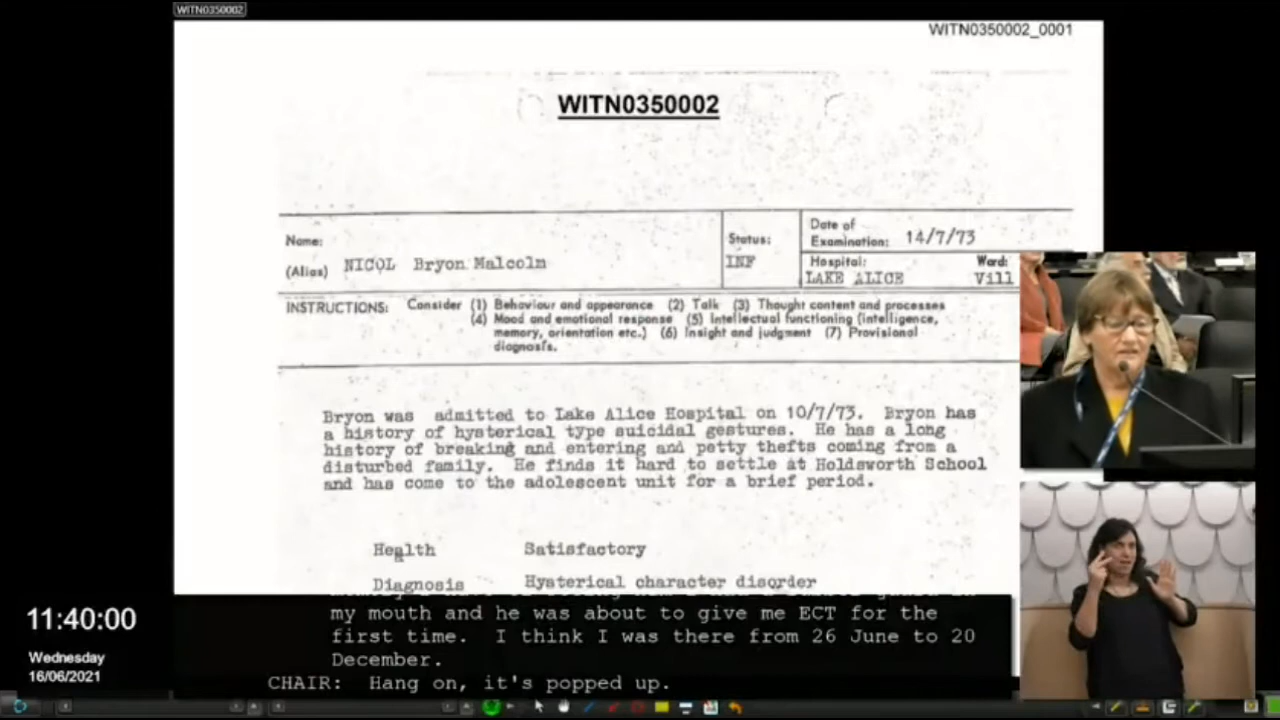 WITN0350002
WITN0350002_0001
WITN0350002
Name:
(Alias) NICOL Bryon Malcolm
Status:
INF
Date of
Examination: 14/7/73
Hospital: Ward:
LAKE ALICE Vill
INSTRUCTIONS: Consider (1) Behaviour and appearance (2) Talk (3) Thought content and processes
(4) Mood and emotional response (5) Intellectual functioning (intelligence,
memory, orientation etc.) (6) Insight and judgment (7) Provisional
diagnosis.
Bryon was admitted to Lake Alice Hospital on 10/7/73. Bryon has
a history of hysterical type suicidal gestures. He has a long
history of breaking and entering and petty thefts coming from a
disturbed family. He finds it hard to settle at Holdsworth School
and has come to the adolescent unit for a brief period.
Health Satisfactory
Diagnosis Hysterical character disorder
my mouth and he was about to give me ECT for the
first time. I think I was there from 26 June to 20
December.
CHAIR: Hang on, it's popped up.
11:40:00
Wednesday
16/06/2021